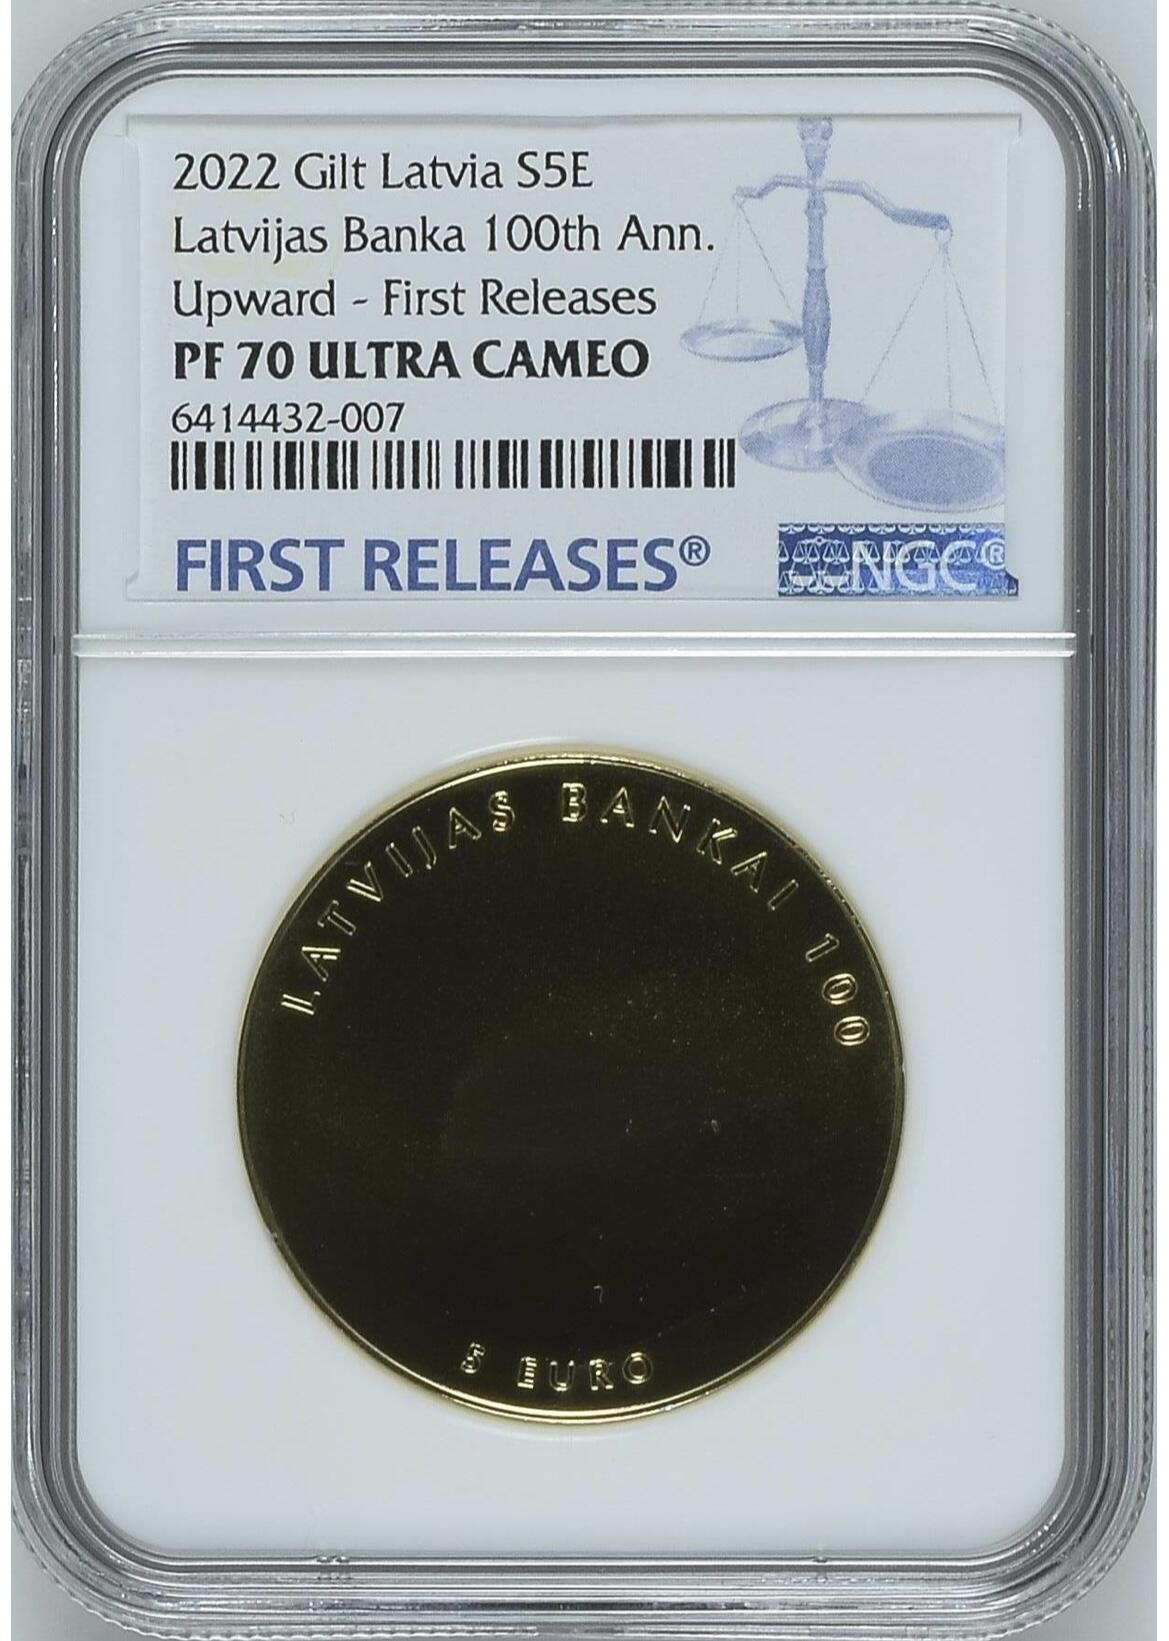 2022 Gilt Latvia S5E
Latvijas Banka 100th Ann.
Upward - First Releases
PF 70 ULTRA CAMEO
6414432-007
FIRST RELEASES®
NGC®
LATVIJAS BANKAI 100
5 EURO